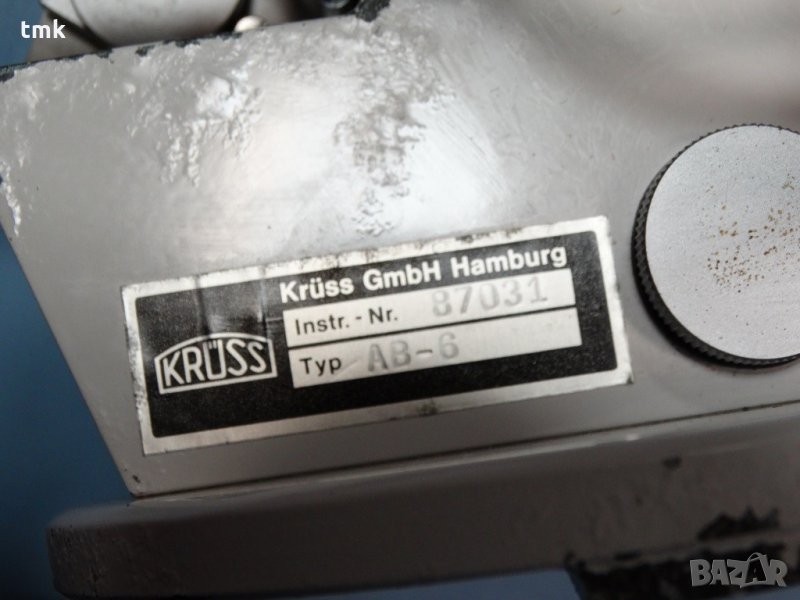 tmk
Krüss GmbH Hamburg
Instr.-Nr. 87031
KRÜSS
Typ AB-6
BAZAR